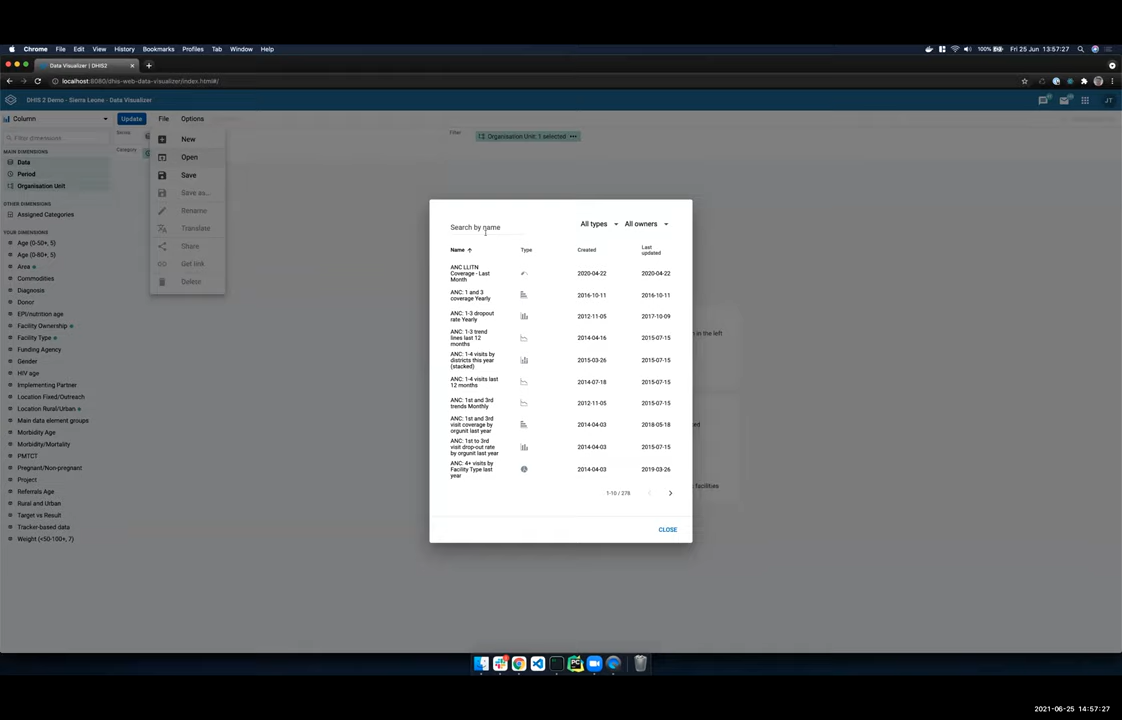 Chrome File Edit View History Bookmarks Profiles Tab Window Help
100% Fri 25 Jun 13:57:27
Data Visualizer | DHIS2
localhost:8080/dhis-web-data-visualizer/index.html#/
DHIS 2 Demo - Sierra Leone - Data Visualizer
JT
Column
Update
File
Options
Filter dimensions
MAIN DIMENSIONS
Data
Period
Organisation Unit
OTHER DIMENSIONS
Assigned Categories
YOUR DIMENSIONS
Age (0-50+, 5)
Age (0-80+, 5)
Area
Commodities
Diagnosis
Donor
EPI/nutrition age
Facility Ownership
Facility Type
Funding Agency
Gender
HIV age
Implementing Partner
Location Fixed/Outreach
Location Rural/Urban
Main data element groups
Morbidity Age
Morbidity/Mortality
PMTCT
Pregnant/Non-pregnant
Project
Referrals Age
Rural and Urban
Target vs Result
Tracker-based data
Weight (<50-100+, 7)
Series
Category
Filter
Organisation Unit: 1 selected
New
Open
Save
Save as...
Rename
Translate
Share
Get link
Delete
Search by name
All types
All owners
Name Type Created Last updated
ANC LLITN Coverage - Last Month 2020-04-22 2020-04-22
ANC: 1 and 3 coverage Yearly 2016-10-11 2016-10-11
ANC: 1-3 dropout rate Yearly 2012-11-05 2017-10-09
ANC: 1-3 trend lines last 12 months 2014-04-16 2015-07-15
ANC: 1-4 visits by districts this year (stacked) 2015-03-26 2015-07-15
ANC: 1-4 visits last 12 months 2014-07-18 2015-07-15
ANC: 1st and 3rd trends Monthly 2012-11-05 2015-07-15
ANC: 1st and 3rd visit coverage by orgunit last year 2014-04-03 2018-05-18
ANC: 1st to 3rd visit drop-out rate by orgunit last year 2014-04-03 2015-07-15
ANC: 4+ visits by Facility Type last year 2014-04-03 2019-03-26
1-10 / 278
CLOSE
n in the left
facilities
2021-06-25 14:57:27